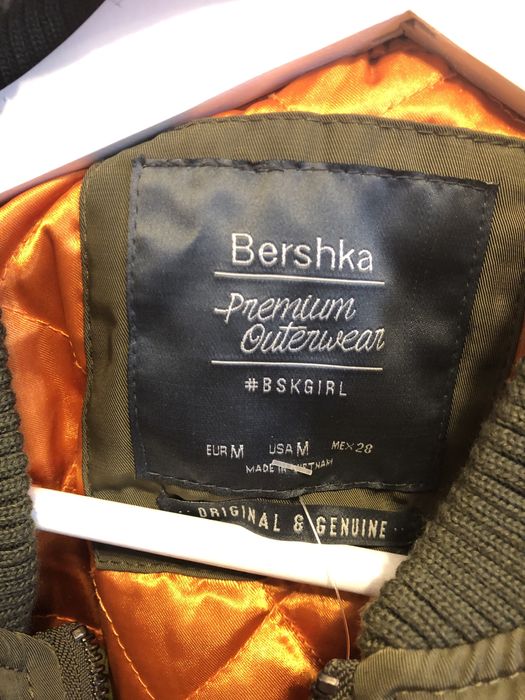 Bershka
Premium
Outerwear
#BSKGIRL
EUR M USA M MEX 28
MADE IN VIETNAM
ORIGINAL & GENUINE